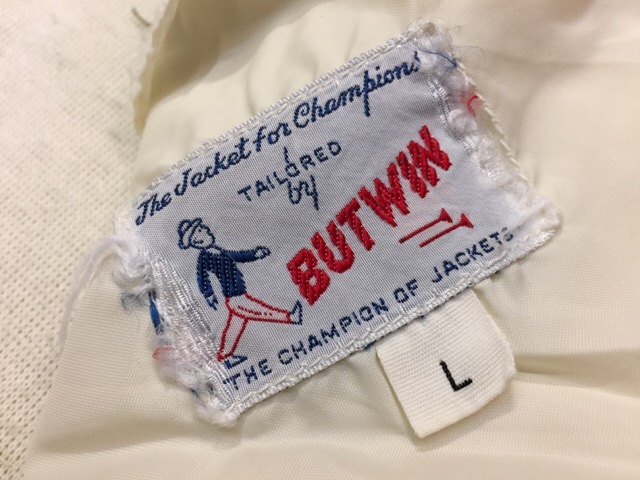 The Jacket for Champions
TAILORED
by
BUTWIN
THE CHAMPION OF JACKETS
L